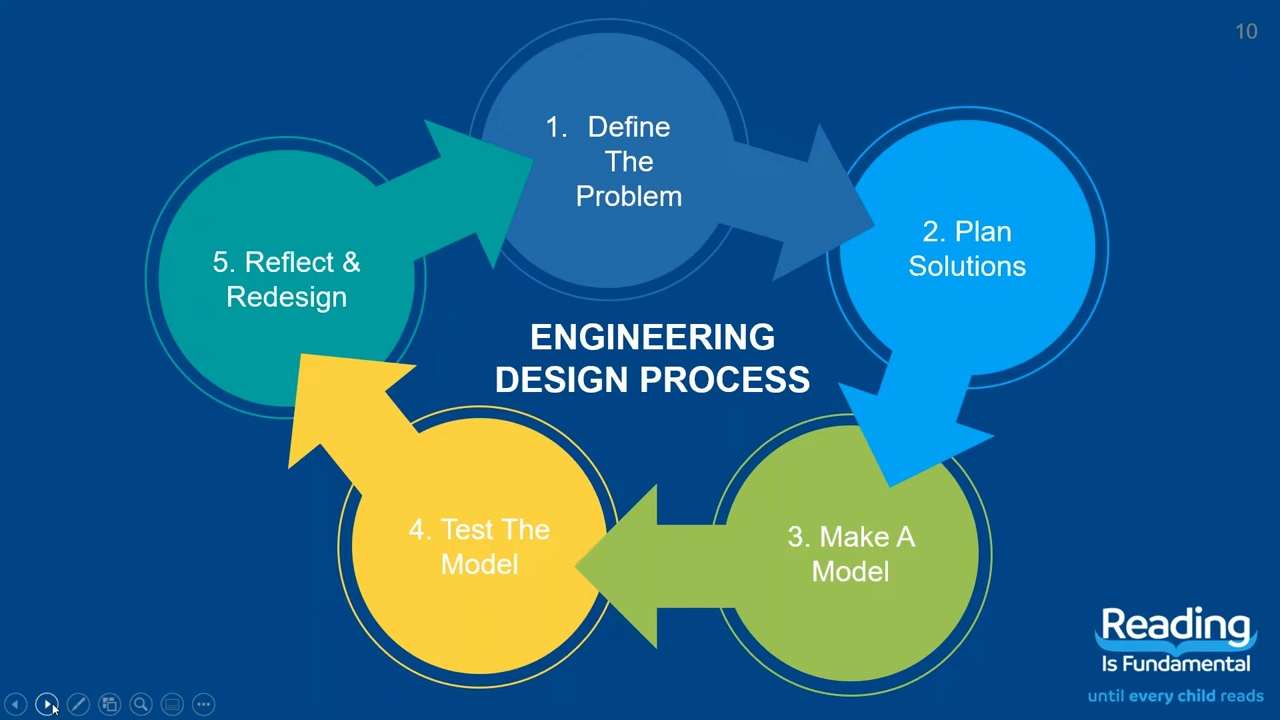 10
1. Define
The
Problem
2. Plan
Solutions
5. Reflect &
Redesign
ENGINEERING
DESIGN PROCESS
4. Test The
Model
3. Make A
Model
Reading
Is Fundamental
until every child reads